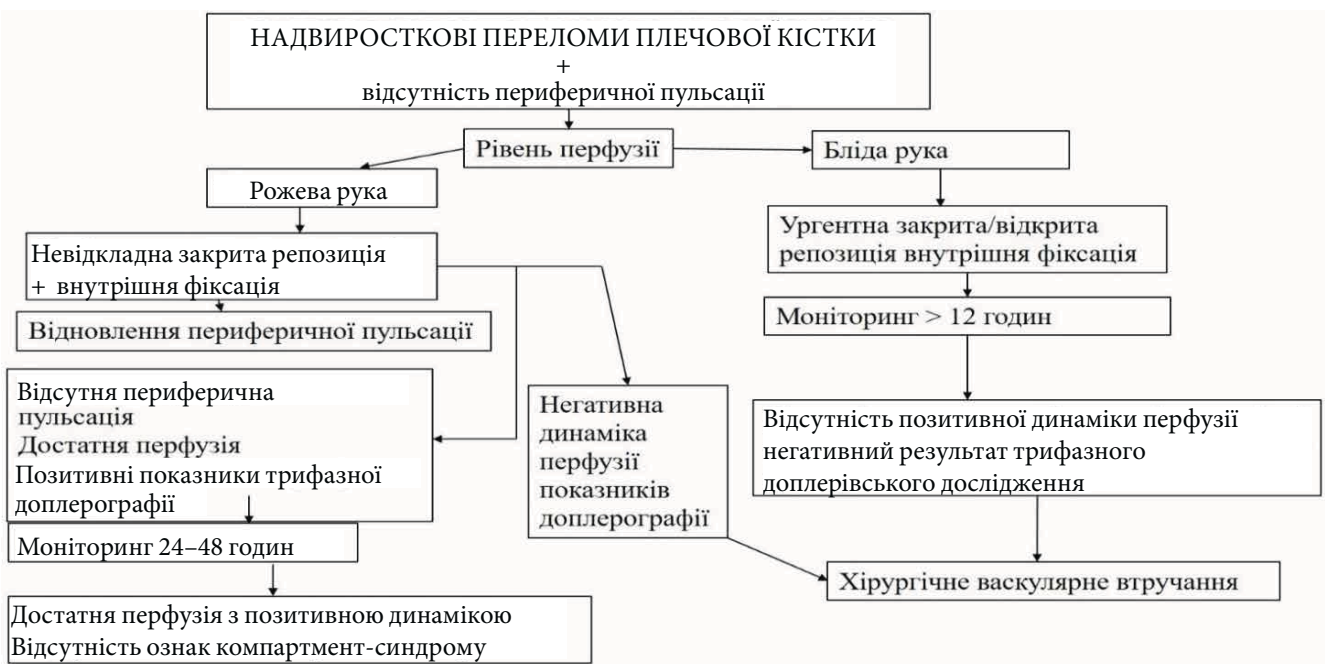 НАДВИРОСТКОВІ ПЕРЕЛОМИ ПЛЕЧОВОЇ КІСТКИ
+
відсутність периферичної пульсації
Рівень перфузії
Бліда рука
Рожева рука
Ургентна закрита/відкрита
репозиція внутрішня фіксація
Невідкладна закрита репозиція
+ внутрішня фіксація
Моніторинг > 12 годин
Відновлення периферичної пульсації
Відсутня периферична
пульсація
Достатня перфузія
Позитивні показники трифазної
доплерографії
Негативна
динаміка
перфузії
показників
доплерографії
Відсутність позитивної динаміки перфузії
негативний результат трифазного
доплерівського дослідження
Моніторинг 24–48 годин
Хірургічне васкулярне втручання
Достатня перфузія з позитивною динамікою
Відсутність ознак компартмент-синдрому